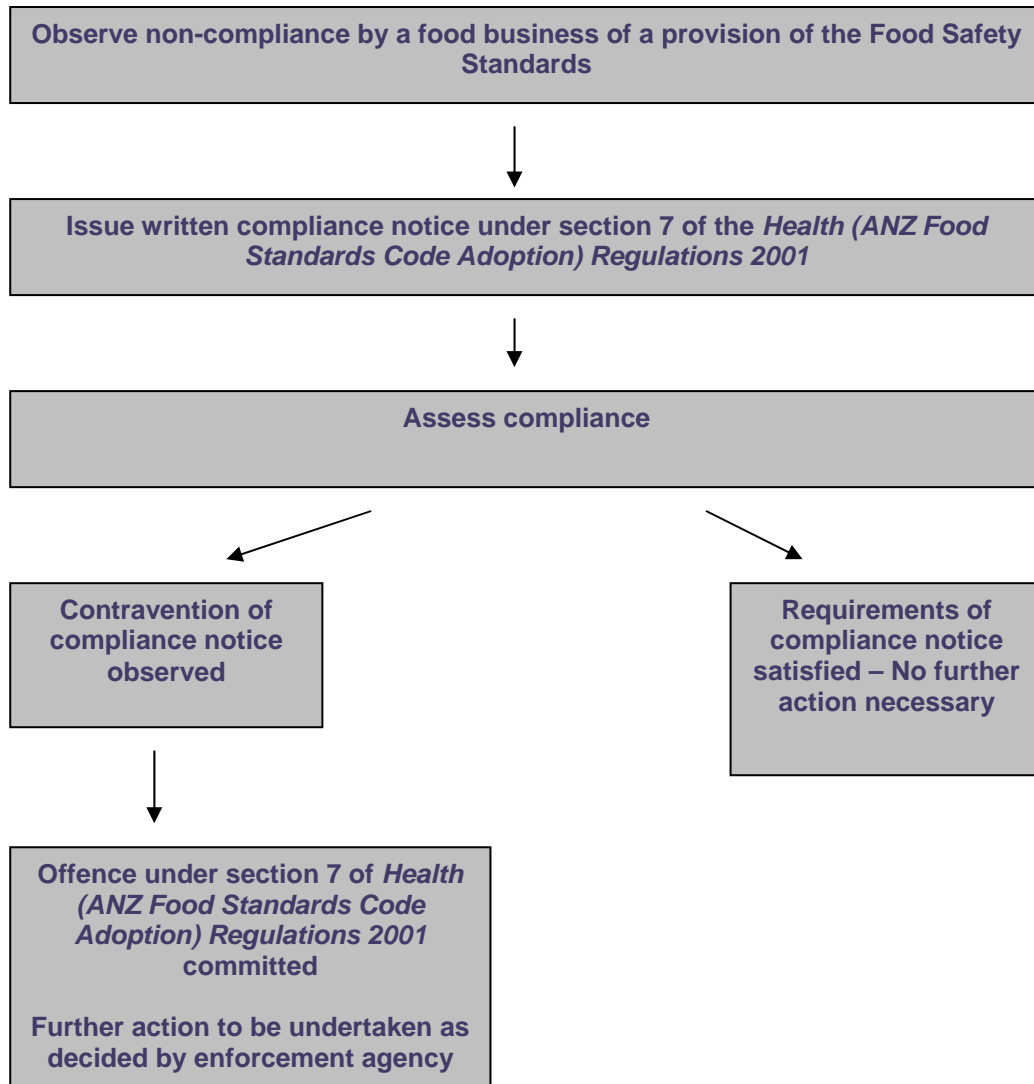 Observe non-compliance by a food business of a provision of the Food Safety
Standards
Issue written compliance notice under section 7 of the Health (ANZ Food
Standards Code Adoption) Regulations 2001
Assess compliance
Contravention of
compliance notice
observed
Requirements of
compliance notice
satisfied – No further
action necessary
Offence under section 7 of Health
(ANZ Food Standards Code
Adoption) Regulations 2001
committed
Further action to be undertaken as
decided by enforcement agency